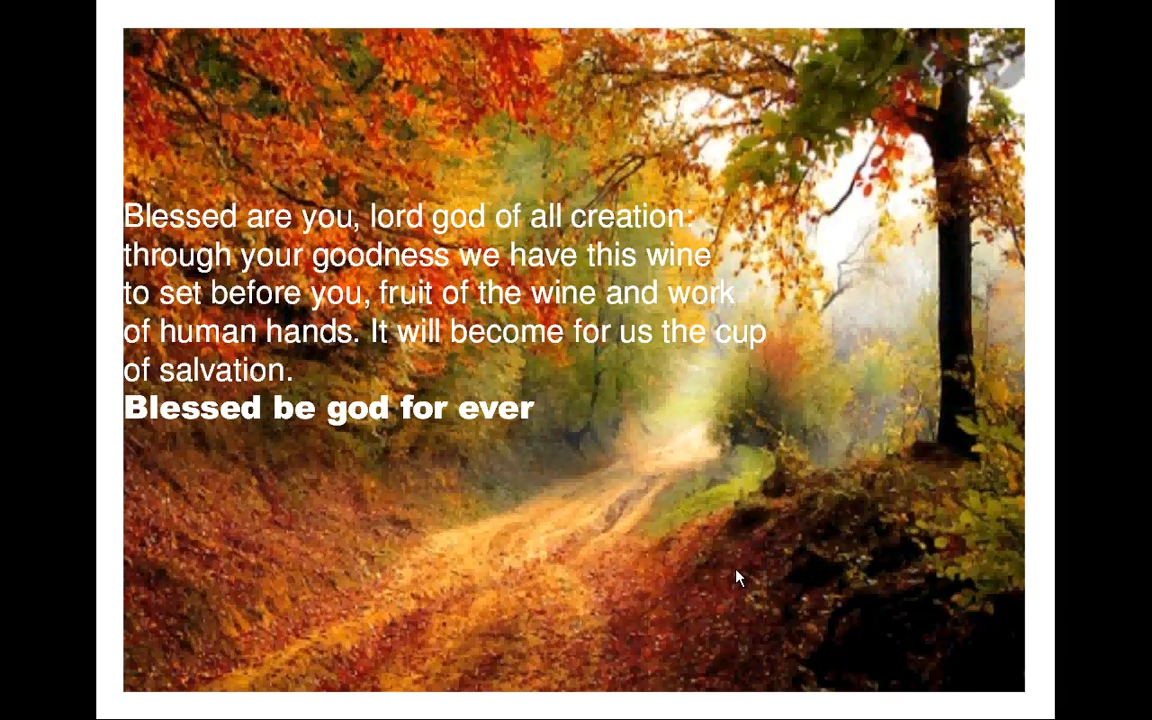 Blessed are you, lord god of all creation:
through your goodness we have this wine
to set before you, fruit of the wine and work
of human hands. It will become for us the cup
of salvation.
Blessed be god for ever